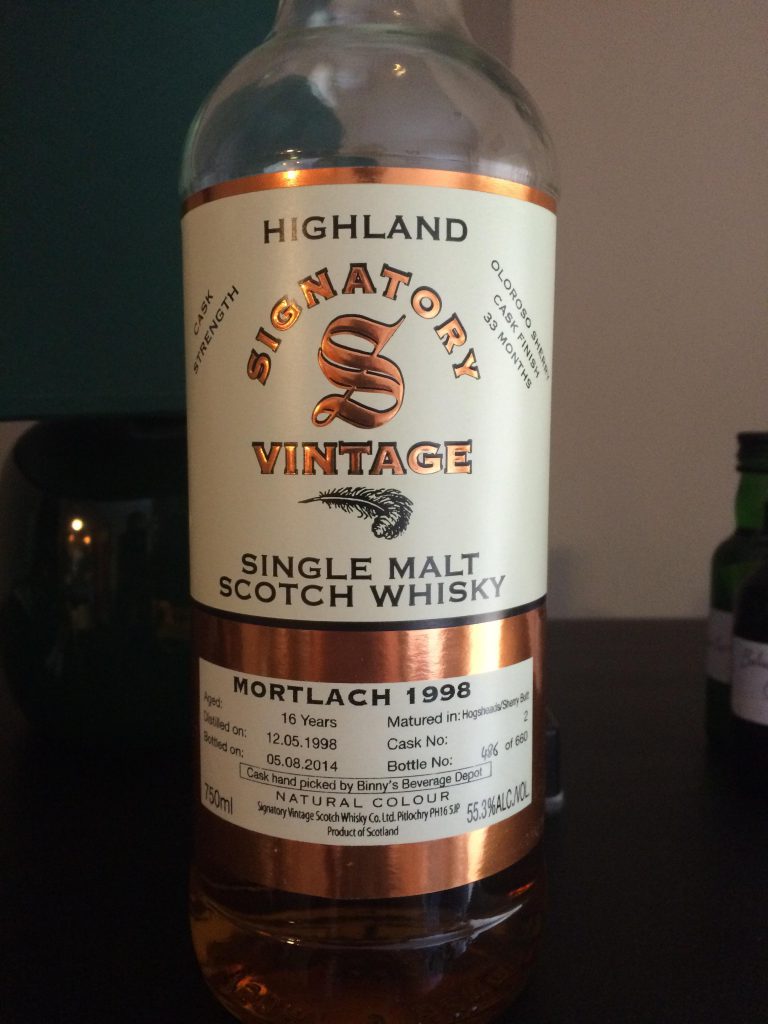 HIGHLAND
CASK
STRENGTH
OLOROSO SHERRY
CASK FINISH
33 MONTHS
SIGNATORY
S
VINTAGE
SINGLE MALT
SCOTCH WHISKY
MORTLACH 1998
Aged: 16 Years
Matured in: Hogsheads/Sherry Butt
Distilled on: 12.05.1998
Cask No: 2
Bottled on: 05.08.2014
Bottle No: 486 of 660
Cask hand picked by Binny's Beverage Depot
750ml
NATURAL COLOUR
55.3%ALC./VOL.
Signatory Vintage Scotch Whisky Co. Ltd. Pitlochry PH16 5JP
Product of Scotland